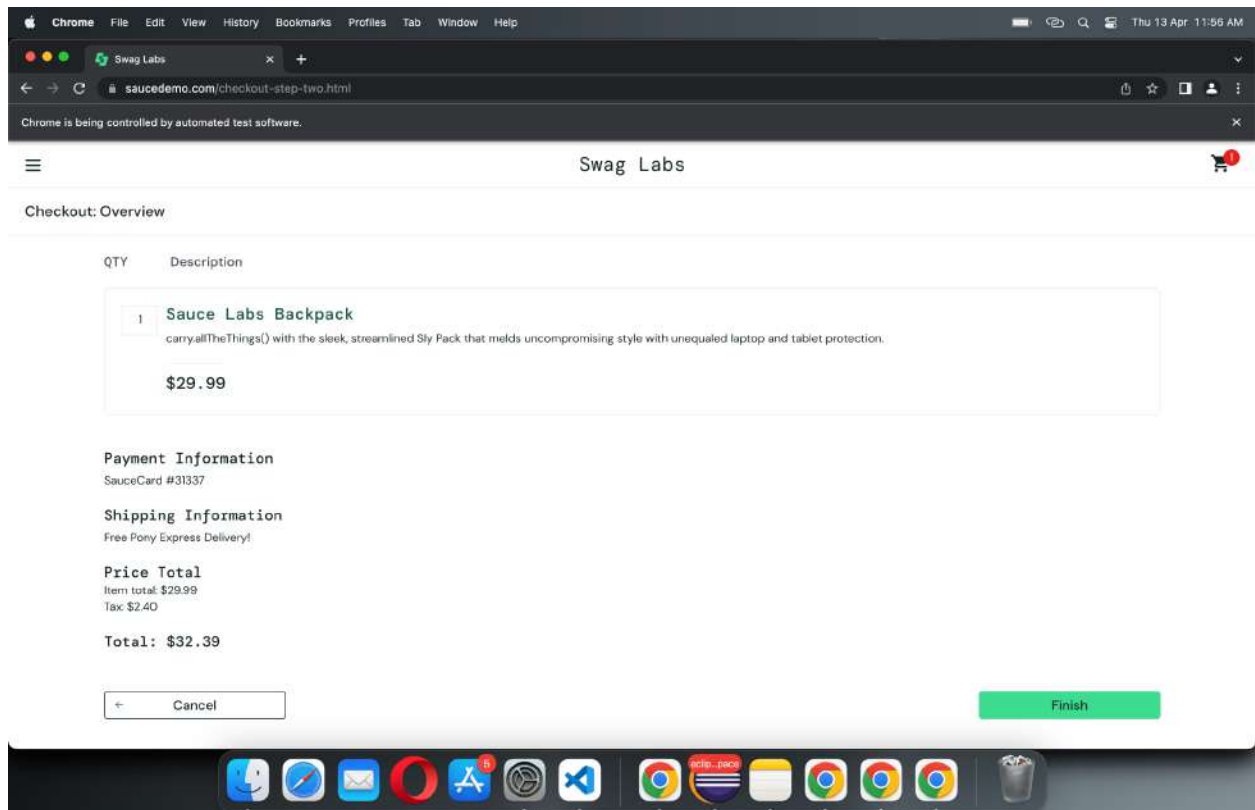 Chrome File Edit View History Bookmarks Profiles Tab Window Help Thu 13 Apr 11:56 AM
Swag Labs
saucedemo.com/checkout-step-two.html
Chrome is being controlled by automated test software.
Swag Labs
1
Checkout: Overview
QTY Description
1 Sauce Labs Backpack
carry.allTheThings() with the sleek, streamlined Sly Pack that melds uncompromising style with unequaled laptop and tablet protection.
$29.99
Payment Information
SauceCard #31337
Shipping Information
Free Pony Express Delivery!
Price Total
Item total: $29.99
Tax: $2.40
Total: $32.39
Cancel Finish
5 eclip...pace